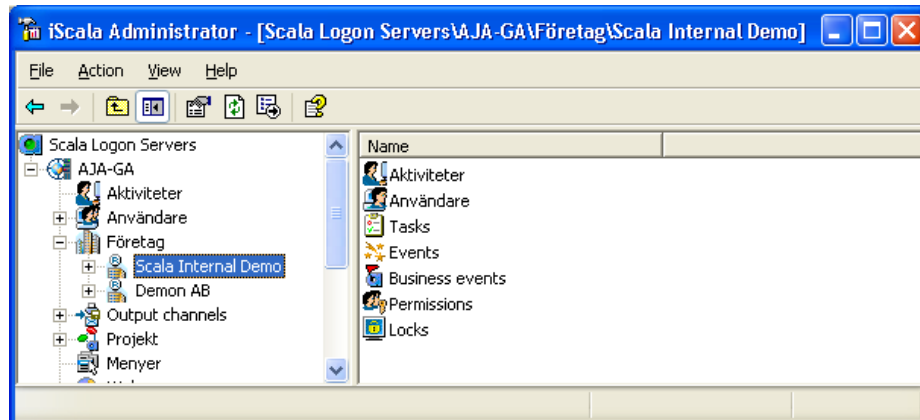 iScala Administrator - [Scala Logon Servers\AJA-GA\Företag\Scala Internal Demo]
File Action View Help
Scala Logon Servers
AJA-GA
Aktiviteter
Användare
Företag
Scala Internal Demo
Demon AB
Output channels
Projekt
Menyer
Name
Aktiviteter
Användare
Tasks
Events
Business events
Permissions
Locks